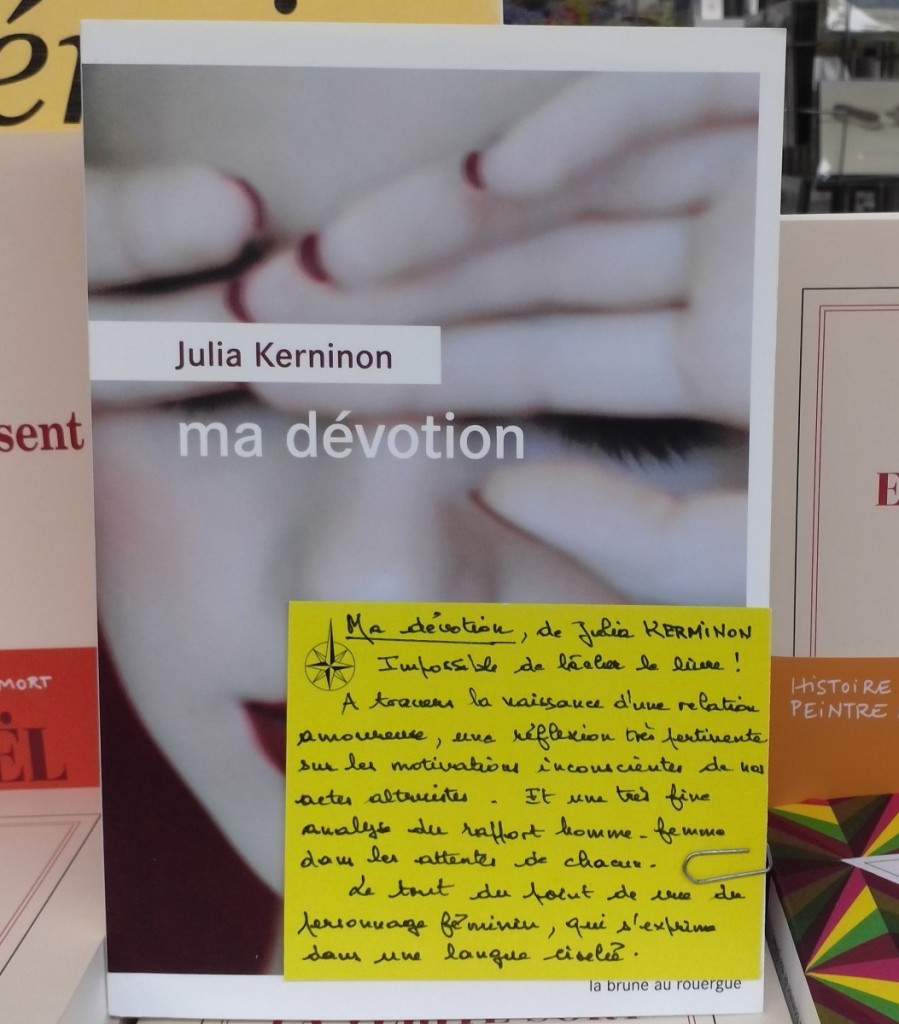 ér
sent
MORT
ËL
Julia Kerninon
ma dévotion
Ma dévotion, de Julia KERMINON
Impossible de lâcher le livre !
A travers la naissance d'une relation
amoureuse, une réflexion très pertinente
sur les motivations inconscientes de nos
actes altruistes. Et une très fine
analyse du rapport homme-femme
dans les attentes de chacun.
Le tout du point de vue du
personnage féminin, qui s'exprime
dans une langue ciselée.
la brune au rouergue
E
HISTOIRE
PEINTRE